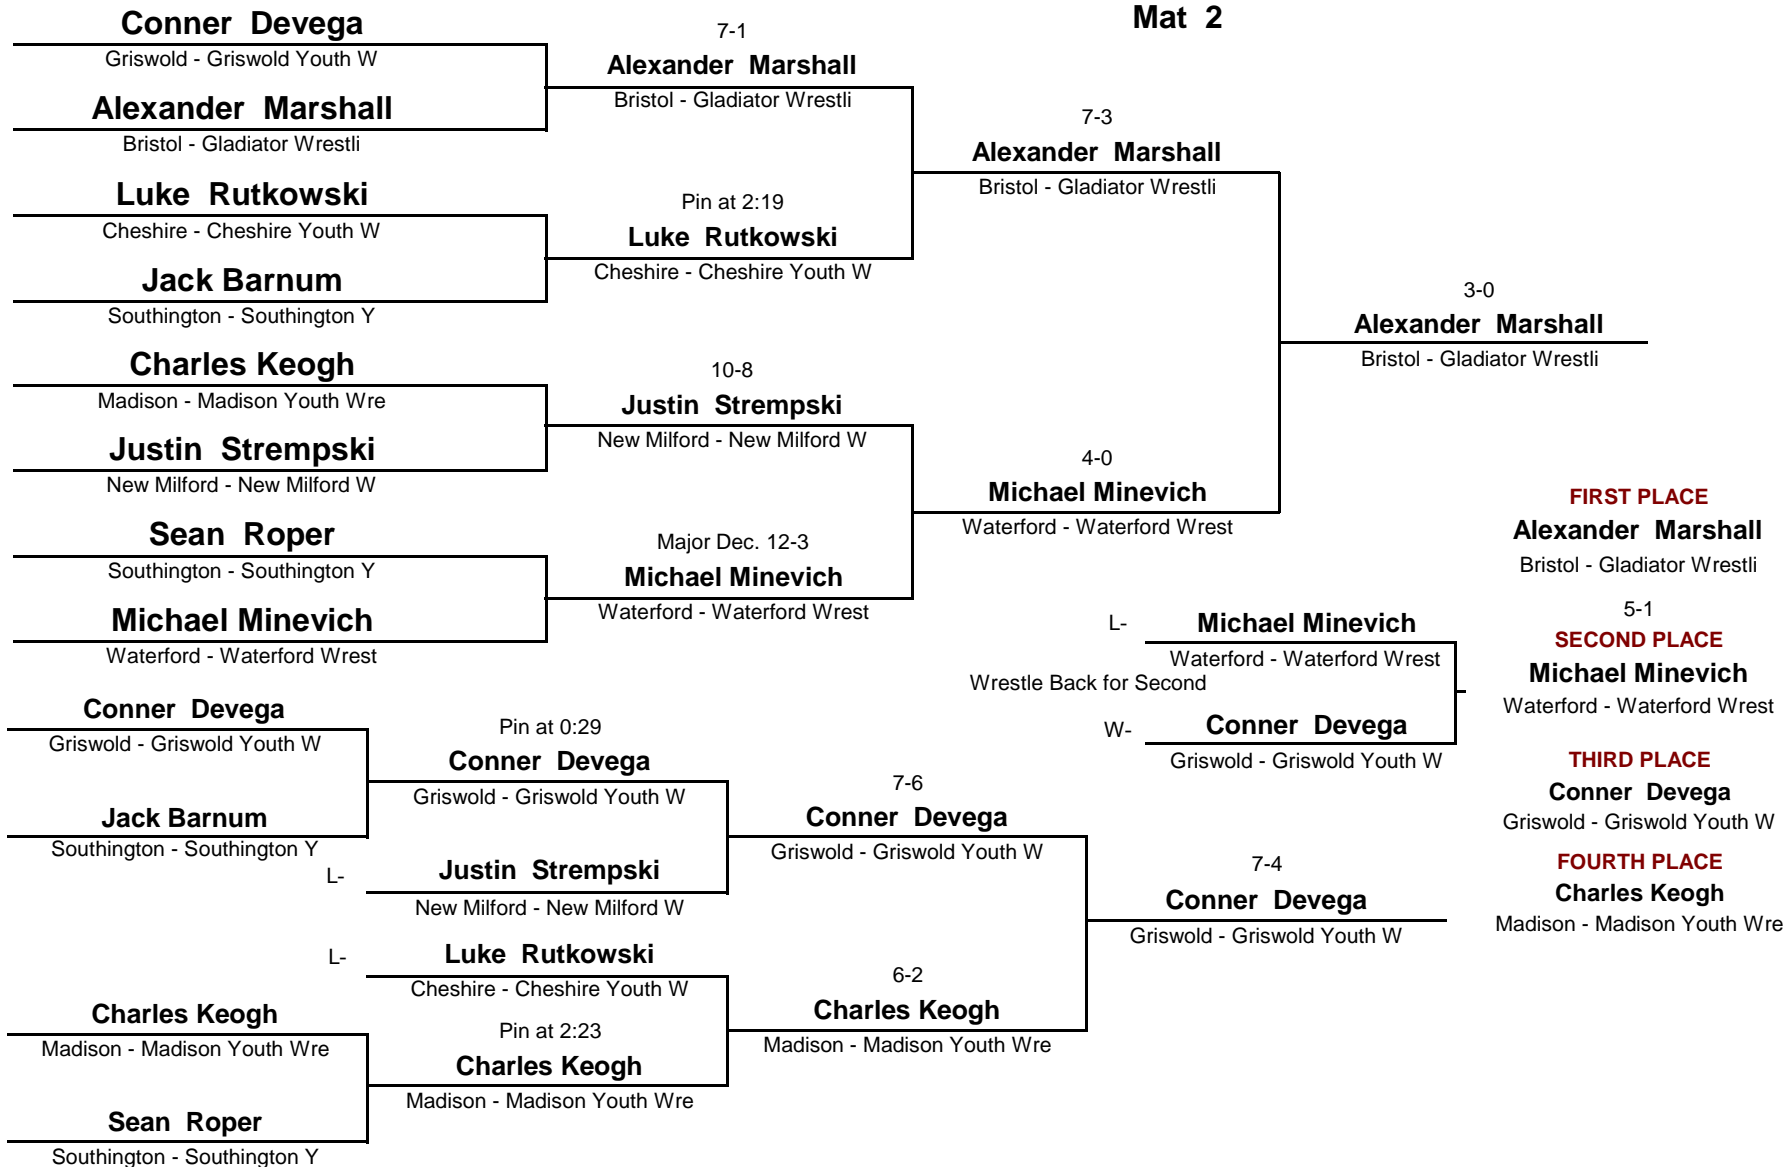 Mat 2
Conner Devega
Griswold - Griswold Youth W
Alexander Marshall
Bristol - Gladiator Wrestli
Luke Rutkowski
Cheshire - Cheshire Youth W
Jack Barnum
Southington - Southington Y
Charles Keogh
Madison - Madison Youth Wre
Justin Strempski
New Milford - New Milford W
Sean Roper
Southington - Southington Y
Michael Minevich
Waterford - Waterford Wrest
7-1
Alexander Marshall
Bristol - Gladiator Wrestli
Pin at 2:19
Luke Rutkowski
Cheshire - Cheshire Youth W
10-8
Justin Strempski
New Milford - New Milford W
Major Dec. 12-3
Michael Minevich
Waterford - Waterford Wrest
7-3
Alexander Marshall
Bristol - Gladiator Wrestli
4-0
Michael Minevich
Waterford - Waterford Wrest
3-0
Alexander Marshall
Bristol - Gladiator Wrestli
Conner Devega
Griswold - Griswold Youth W
Jack Barnum
Southington - Southington Y
Charles Keogh
Madison - Madison Youth Wre
Sean Roper
Southington - Southington Y
Pin at 0:29
Conner Devega
Griswold - Griswold Youth W
L-
Justin Strempski
New Milford - New Milford W
L-
Luke Rutkowski
Cheshire - Cheshire Youth W
Pin at 2:23
Charles Keogh
Madison - Madison Youth Wre
7-6
Conner Devega
Griswold - Griswold Youth W
6-2
Charles Keogh
Madison - Madison Youth Wre
7-4
Conner Devega
Griswold - Griswold Youth W
L-
Michael Minevich
Waterford - Waterford Wrest
Wrestle Back for Second
W-
Conner Devega
Griswold - Griswold Youth W
FIRST PLACE
Alexander Marshall
Bristol - Gladiator Wrestli
5-1
SECOND PLACE
Michael Minevich
Waterford - Waterford Wrest
THIRD PLACE
Conner Devega
Griswold - Griswold Youth W
FOURTH PLACE
Charles Keogh
Madison - Madison Youth Wre